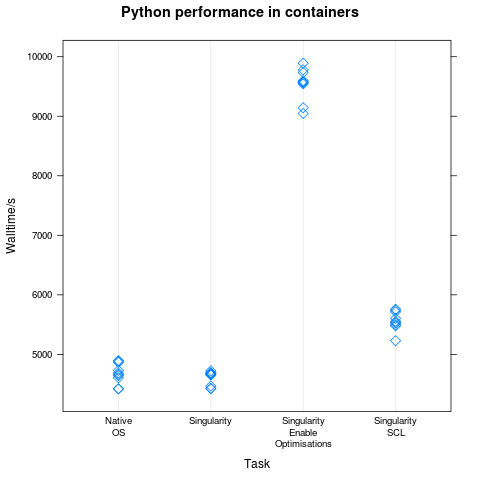 Python performance in containers
10000
9000
8000
7000
6000
5000
Walltime/s
Native
OS
Singularity
Singularity
Enable
Optimisations
Singularity
SCL
Task